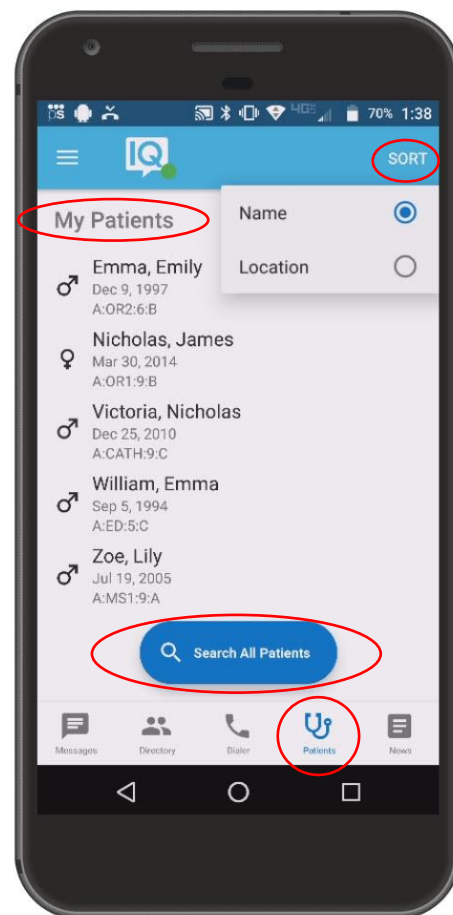 70% 1:38
IQ
SORT
My Patients
Name
Location
Emma, Emily
Dec 9, 1997
A:OR2:6:B
Nicholas, James
Mar 30, 2014
A:OR1:9:B
Victoria, Nicholas
Dec 25, 2010
A:CATH:9:C
William, Emma
Sep 5, 1994
A:ED:5:C
Zoe, Lily
Jul 19, 2005
A:MS1:9:A
Search All Patients
Messages Directory Dialer Patients News